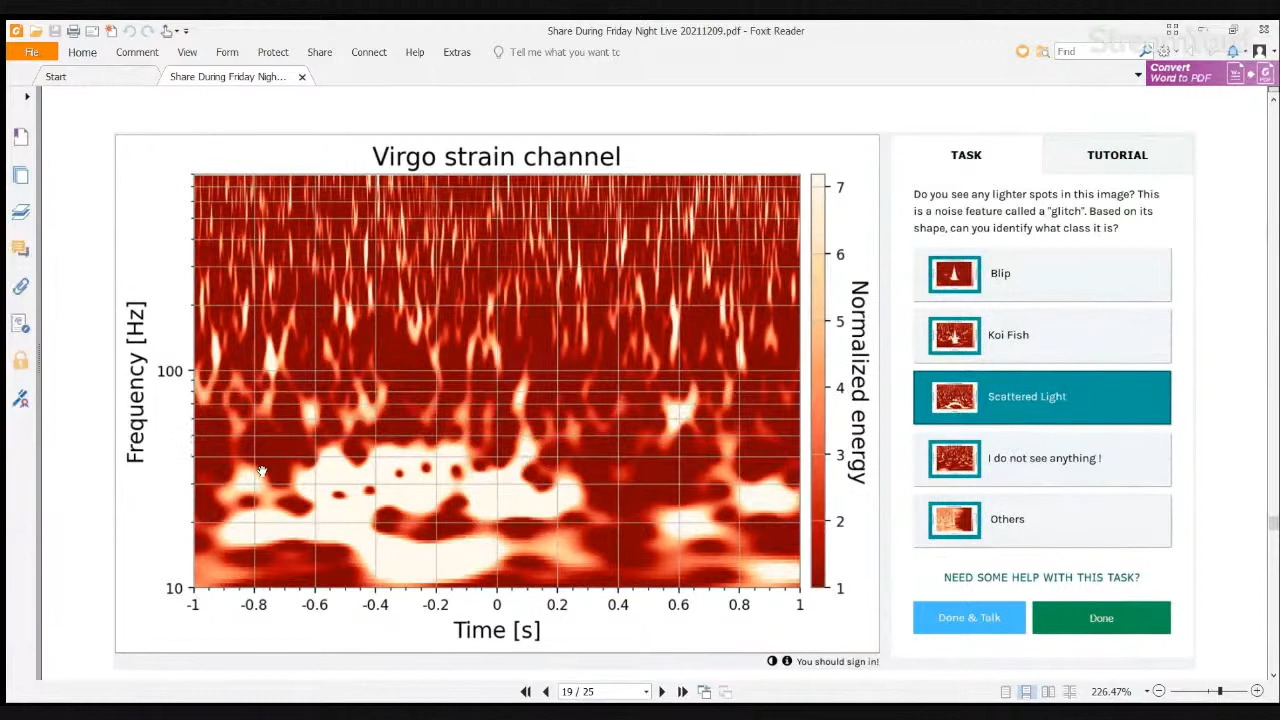 Share During Friday Night Live 20211209.pdf - Foxit Reader
File Home Comment View Form Protect Share Connect Help Extras Tell me what you want tc Find
Start Share During Friday Nigh...
Convert
Word to PDF
Virgo strain channel
Frequency [Hz]
100
10
-1 -0.8 -0.6 -0.4 -0.2 0 0.2 0.4 0.6 0.8 1
Time [s]
7
6
5
4
3
2
1
Normalized energy
TASK TUTORIAL
Do you see any lighter spots in this image? This
is a noise feature called a "glitch". Based on its
shape, can you identify what class it is?
Blip
Koi Fish
Scattered Light
I do not see anything !
Others
NEED SOME HELP WITH THIS TASK?
Done & Talk Done
You should sign in!
19 / 25 226.47%